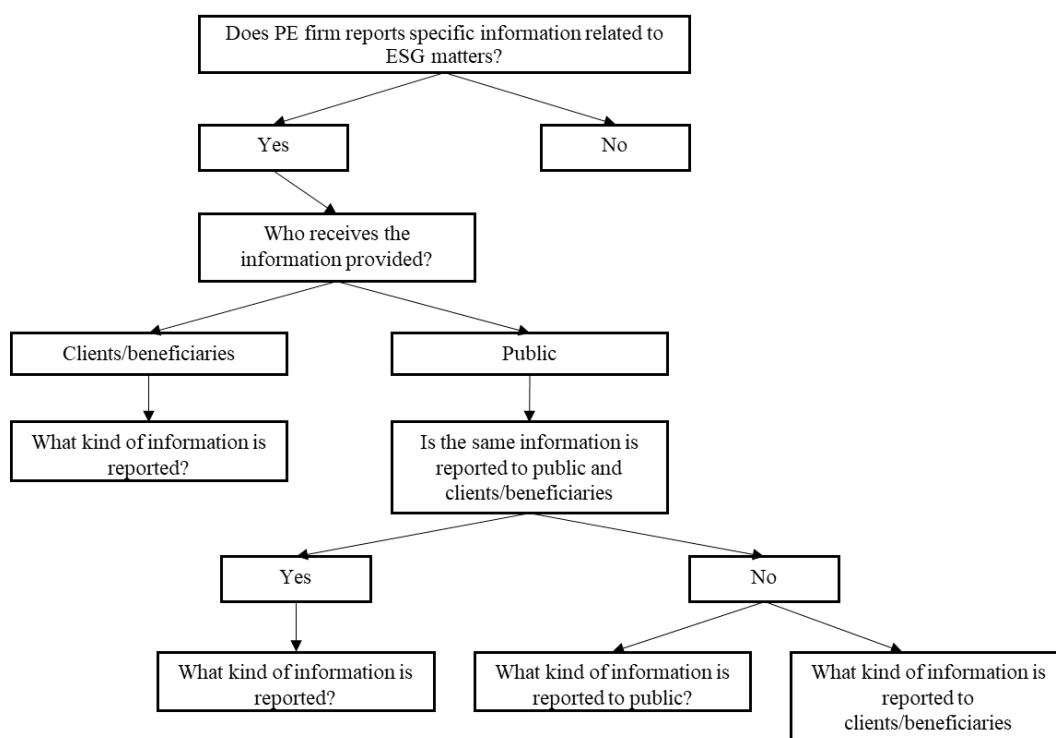 Does PE firm reports specific information related to
ESG matters?
Yes
No
Who receives the
information provided?
Clients/beneficiaries
Public
What kind of information is
reported?
Is the same information is
reported to public and
clients/beneficiaries
Yes
No
What kind of information is
reported?
What kind of information is
reported to public?
What kind of information is
reported to
clients/beneficiaries